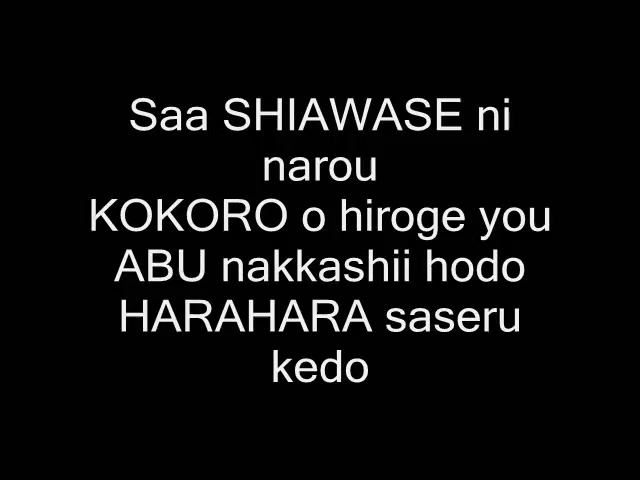 Saa SHIAWASE ni
narou
KOKORO o hiroge you
ABU nakkashii hodo
HARAHARA saseru
kedo